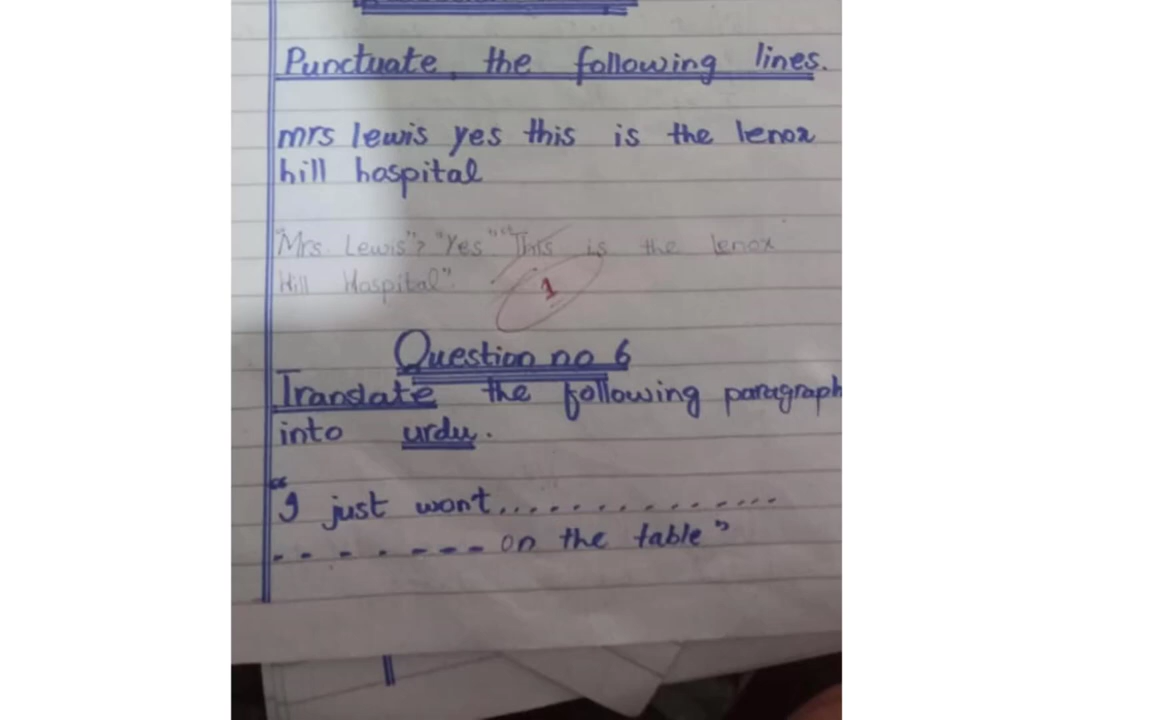 Punctuate the following lines.
mrs lewis yes this is the lenox
hill hospital
"Mrs. Lewis"? "Yes" "This is the lenox
Hill Hospital".
1
Question no 6
Translate the following paragraph
into urdu.
"I just wont..............
- - - - - - - on the table"